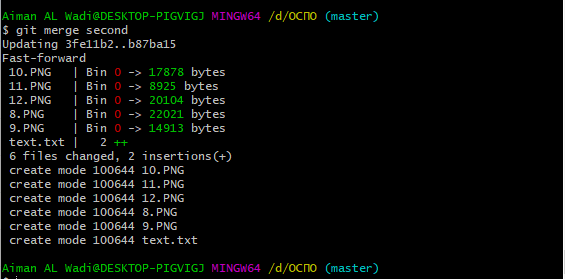 Aiman AL Wadi@DESKTOP-PIGVIGJ MINGW64 /d/ОСПО (master)
$ git merge second
Updating 3fe11b2..b87ba15
Fast-forward
 10.PNG   | Bin 0 -> 17878 bytes
 11.PNG   | Bin 0 -> 8925 bytes
 12.PNG   | Bin 0 -> 20104 bytes
 8.PNG    | Bin 0 -> 22021 bytes
 9.PNG    | Bin 0 -> 14913 bytes
 text.txt |   2 ++
 6 files changed, 2 insertions(+)
 create mode 100644 10.PNG
 create mode 100644 11.PNG
 create mode 100644 12.PNG
 create mode 100644 8.PNG
 create mode 100644 9.PNG
 create mode 100644 text.txt
Aiman AL Wadi@DESKTOP-PIGVIGJ MINGW64 /d/ОСПО (master)